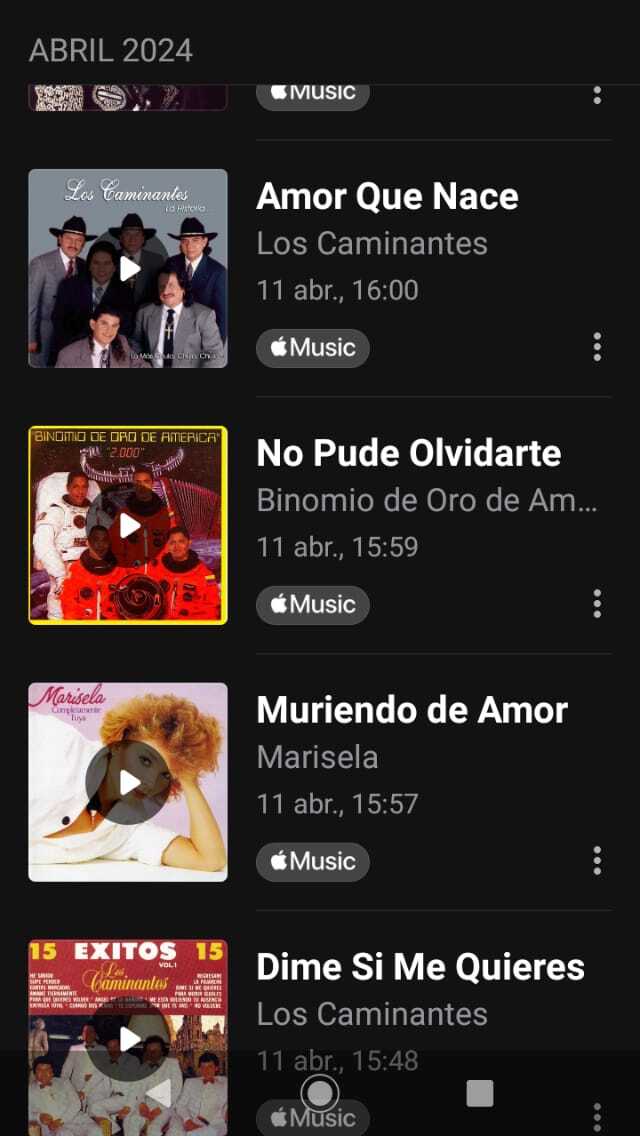 ABRIL 2024
Music
Los Caminantes
La Historia...
Amor Que Nace
Los Caminantes
11 abr., 16:00
Music
"BINOMIO DE ORO DE AMERICA"
"2.000"
No Pude Olvidarte
Binomio de Oro de Am...
11 abr., 15:59
Music
Marisela
Completamente
Tuya
Muriendo de Amor
Marisela
11 abr., 15:57
Music
15 EXITOS 15
VOL.1
Los
Caminantes
Dime Si Me Quieres
Los Caminantes
11 abr., 15:48
Music